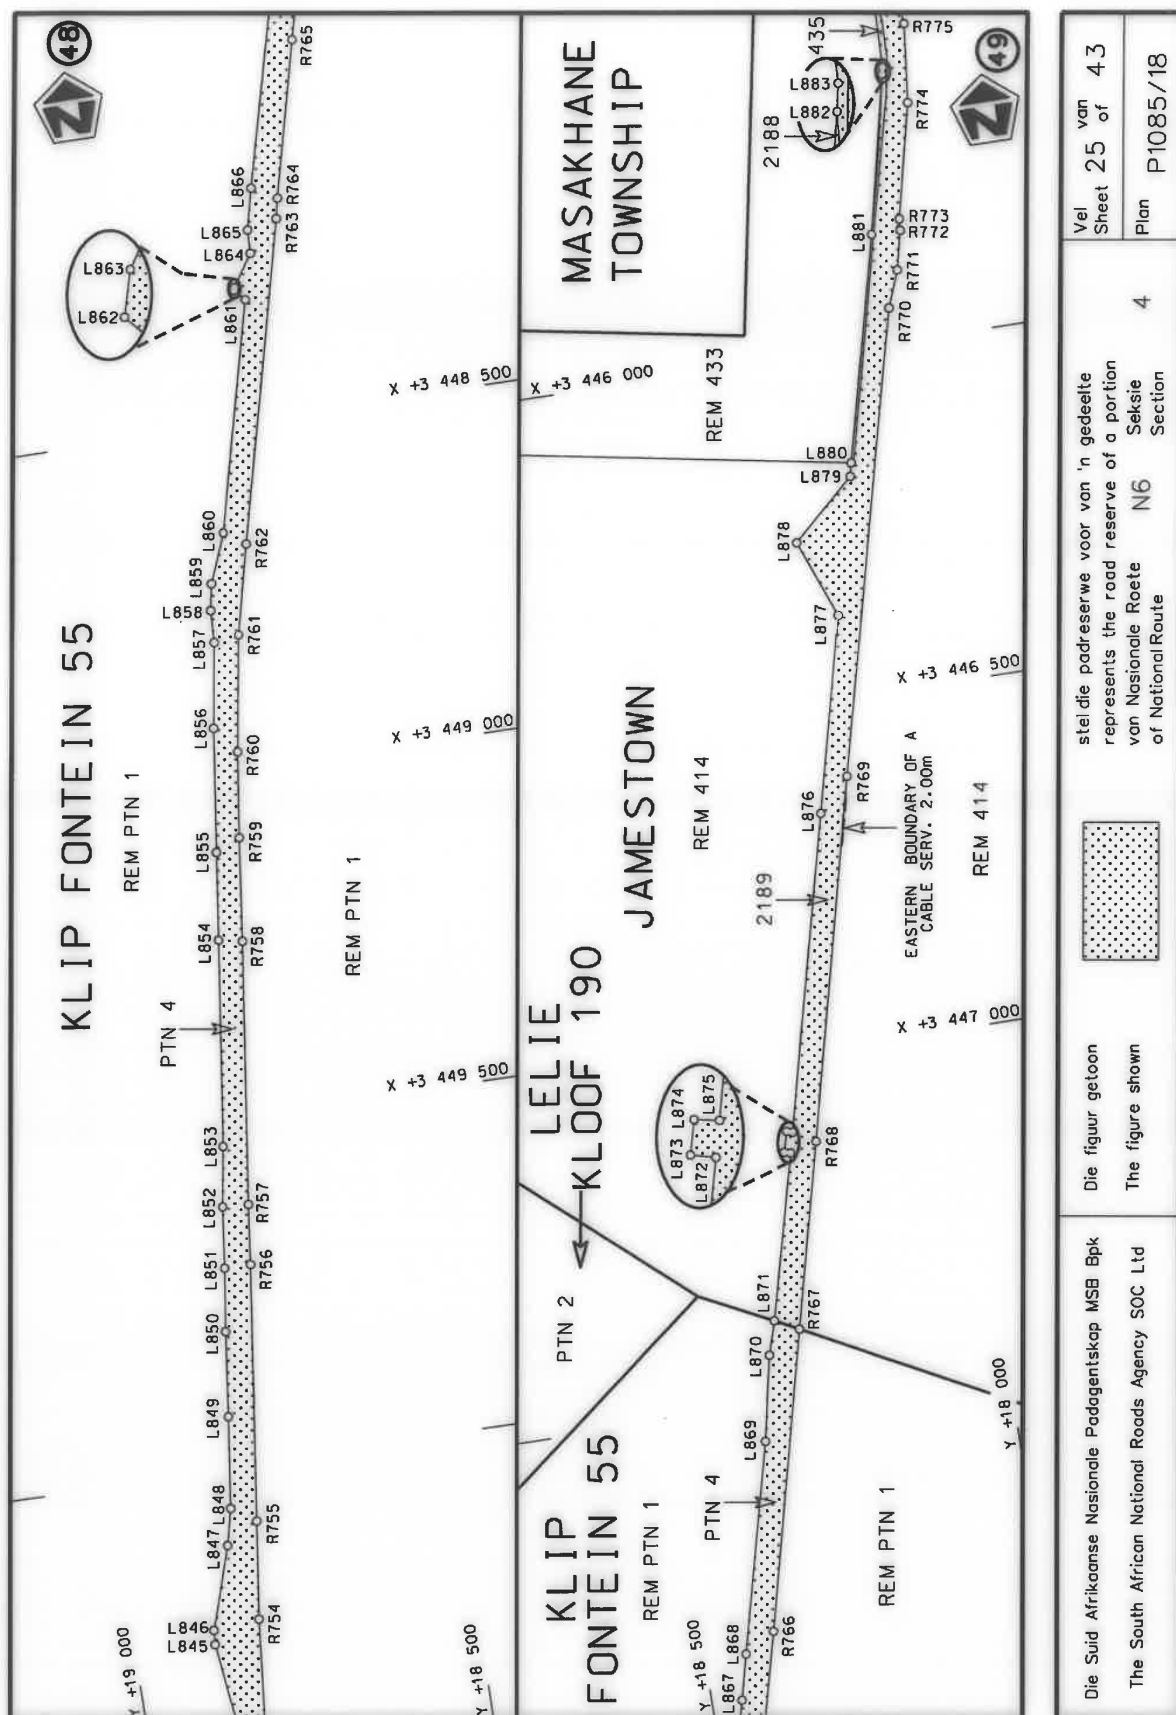 48
N
R765
L866
R764
R763
L865
L864
L863
L862
L861
X +3 448 500
L860
R762
L859
L858
L857
R761
KLIP FONTEIN 55
L856
R760
X +3 449 000
REM PTN 1
L855
R759
REM PTN 1
L854
R758
PTN 4
X +3 449 500
L853
L852
R757
L851
R756
L850
L849
L848
R755
L847
L846
L845
R754
Y +19 000
Y +18 500
49
N
435
R775
L883
L882
R774
2188
MASAKHANE
TOWNSHIP
R773
R772
L881
R771
R770
X +3 446 000
REM 433
L880
L879
L878
L877
X +3 446 500
JAMESTOWN
REM 414
L876
R769
EASTERN BOUNDARY OF A
CABLE SERV. 2.00m
REM 414
2189
X +3 447 000
LELIE
KLOOF 190
L874
L875
L873
L872
R768
PTN 2
L871
R767
L870
L869
Y +18 000
KLIP
FONTEIN 55
REM PTN 1
PTN 4
REM PTN 1
R766
L868
L867
Y +18 500
Die Suid Afrikaanse Nasionale Padagentskap MSB Bpk
The South African National Roads Agency SOC Ltd
Die figuur getoon
The figure shown
stel die padreserwe voor van 'n gedeelte
represents the road reserve of a portion
van Nasionale Roete N6 Seksie 4
of National Route Section
Vel 25 van 43
Sheet of
Plan P1085/18